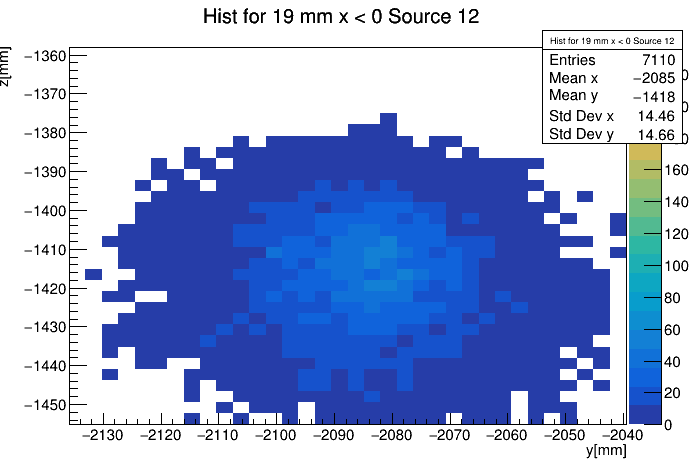 Hist for 19 mm x < 0 Source 12
Hist for 19 mm x < 0 Source 12
Entries 7110
Mean x −2085
Mean y −1418
Std Dev x 14.46
Std Dev y 14.66
z[mm]
−1360
−1370
−1380
−1390
−1400
−1410
−1420
−1430
−1440
−1450
160
140
120
100
80
60
40
20
0
−2130 −2120 −2110 −2100 −2090 −2080 −2070 −2060 −2050 −2040
y[mm]